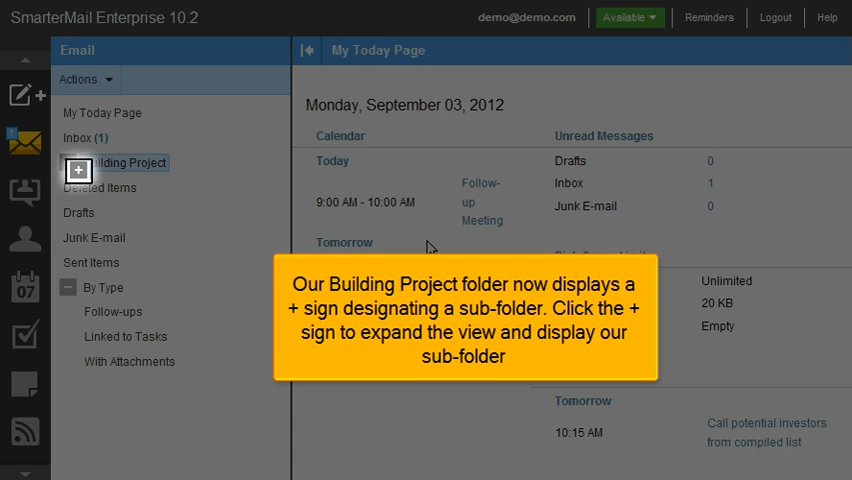 SmarterMail Enterprise 10.2
demo@demo.com
Available
Reminders
Logout
Help
Email
My Today Page
Actions
My Today Page
Inbox (1)
Project
Deleted Items
Drafts
Junk E-mail
Sent Items
By Type
Follow-ups
Linked to Tasks
With Attachments
1
07
Monday, September 03, 2012
Calendar
Today
9:00 AM - 10:00 AM
Follow-
up
Meeting
Tomorrow
Unread Messages
Drafts 0
Inbox 1
Junk E-mail 0
Unlimited
20 KB
Empty
Our Building Project folder now displays a
+ sign designating a sub-folder. Click the +
sign to expand the view and display our
sub-folder
Tomorrow
10:15 AM
Call potential investors
from compiled list